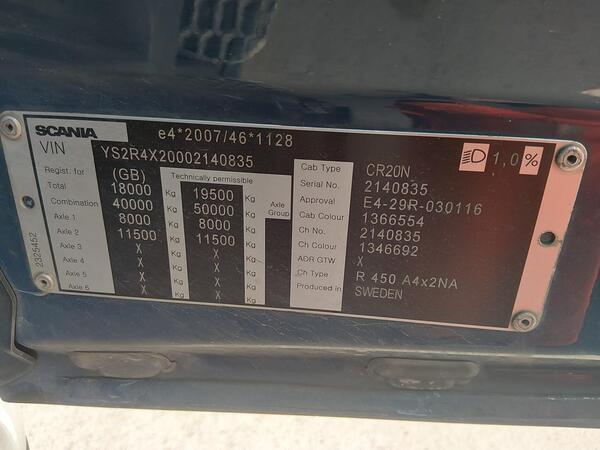 SCANIA e4*2007/46*1128
VIN YS2R4X20002140835
Regist. for (GB) Technically permissible
Total 18000 Kg 19500 Kg
Combination 40000 Kg 50000 Kg Axle Group
Axle 1 8000 Kg 8000 Kg
Axle 2 11500 Kg 11500 Kg
Axle 3 X Kg X Kg
Axle 4 X Kg X Kg
Axle 5 X Kg X Kg
Axle 6 X Kg X Kg
2325452
1,0 %
Cab Type CR20N
Serial No. 2140835
Approval E4-29R-030116
Cab Colour 1366554
Ch No. 2140835
Ch Colour 1346692
ADR GTW X
Ch Type R 450 A4x2NA
Produced in SWEDEN